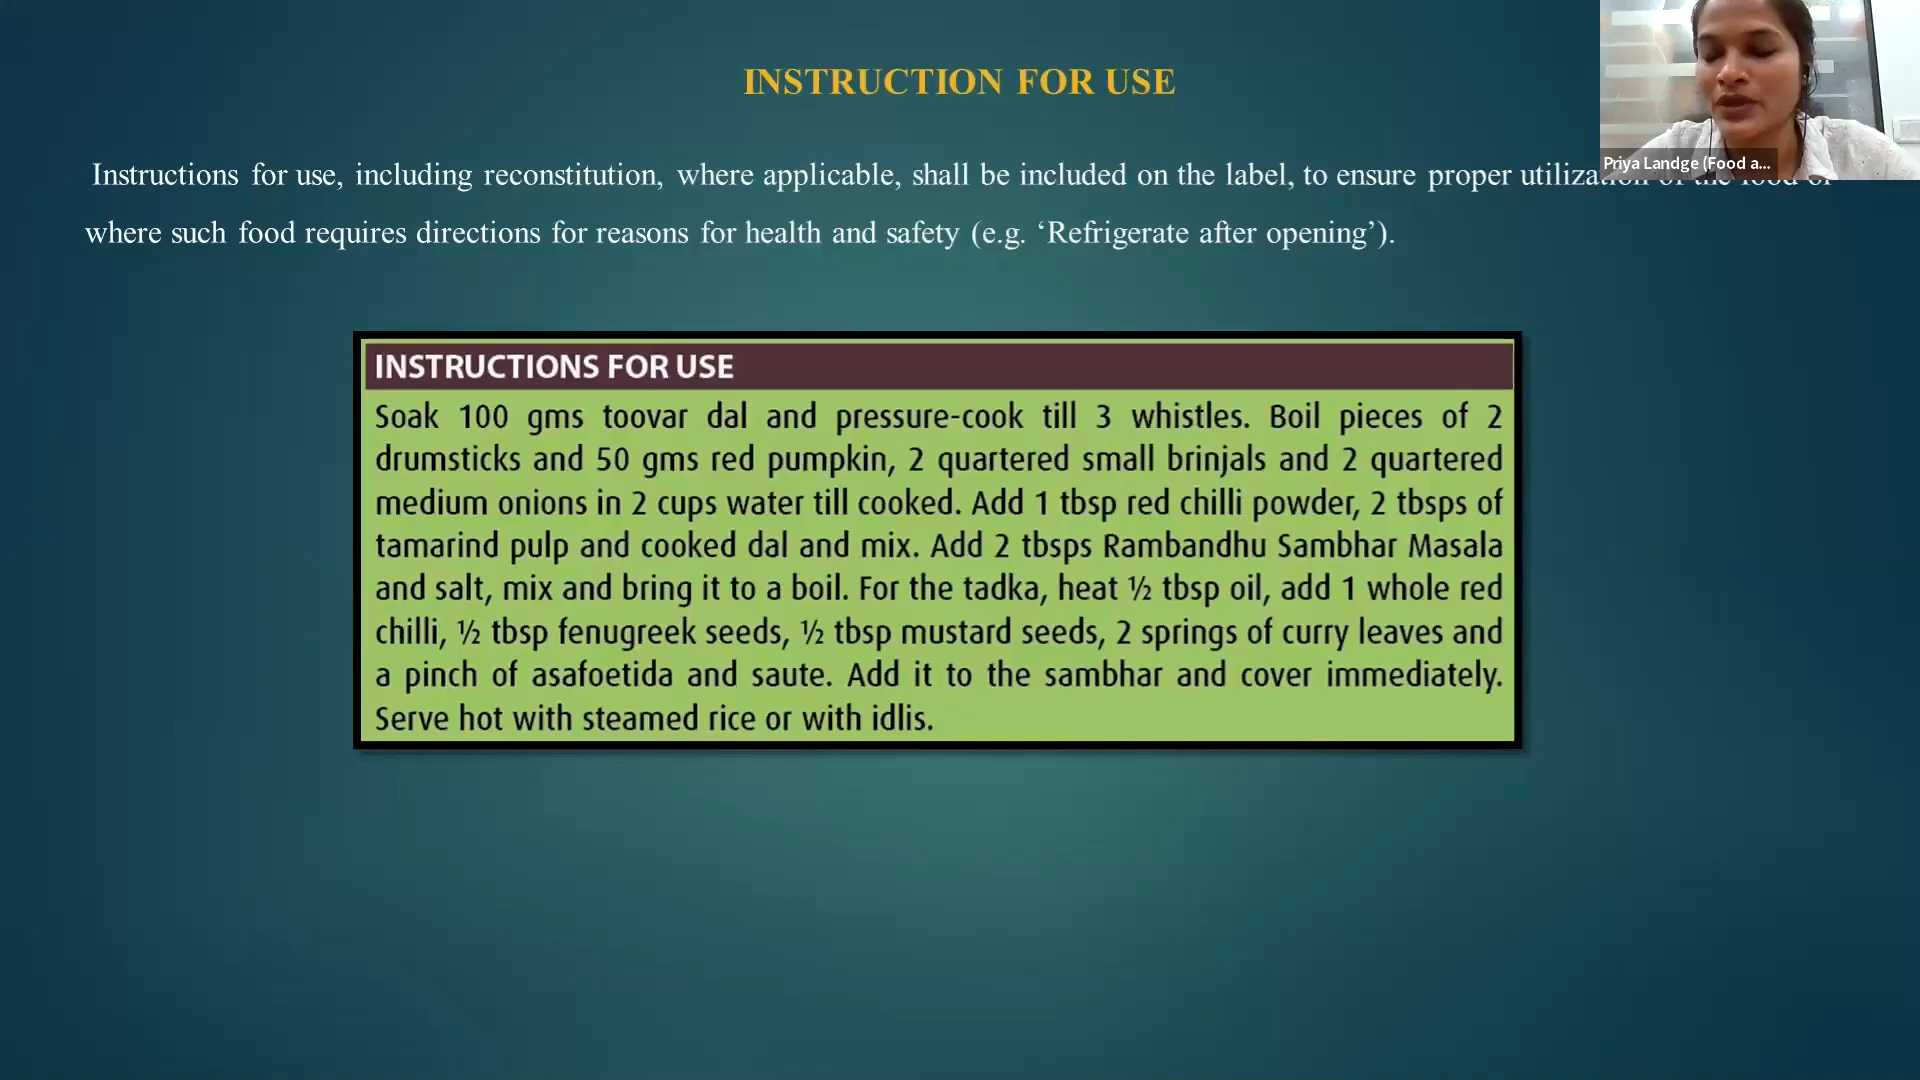 INSTRUCTION FOR USE
Priya Landge (Food a...
Instructions for use, including reconstitution, where applicable, shall be included on the label, to ensure proper utilization of the food or
where such food requires directions for reasons for health and safety (e.g. ‘Refrigerate after opening’).
INSTRUCTIONS FOR USE
Soak 100 gms toovar dal and pressure-cook till 3 whistles. Boil pieces of 2
drumsticks and 50 gms red pumpkin, 2 quartered small brinjals and 2 quartered
medium onions in 2 cups water till cooked. Add 1 tbsp red chilli powder, 2 tbsps of
tamarind pulp and cooked dal and mix. Add 2 tbsps Rambandhu Sambhar Masala
and salt, mix and bring it to a boil. For the tadka, heat ½ tbsp oil, add 1 whole red
chilli, ½ tbsp fenugreek seeds, ½ tbsp mustard seeds, 2 springs of curry leaves and
a pinch of asafoetida and saute. Add it to the sambhar and cover immediately.
Serve hot with steamed rice or with idlis.